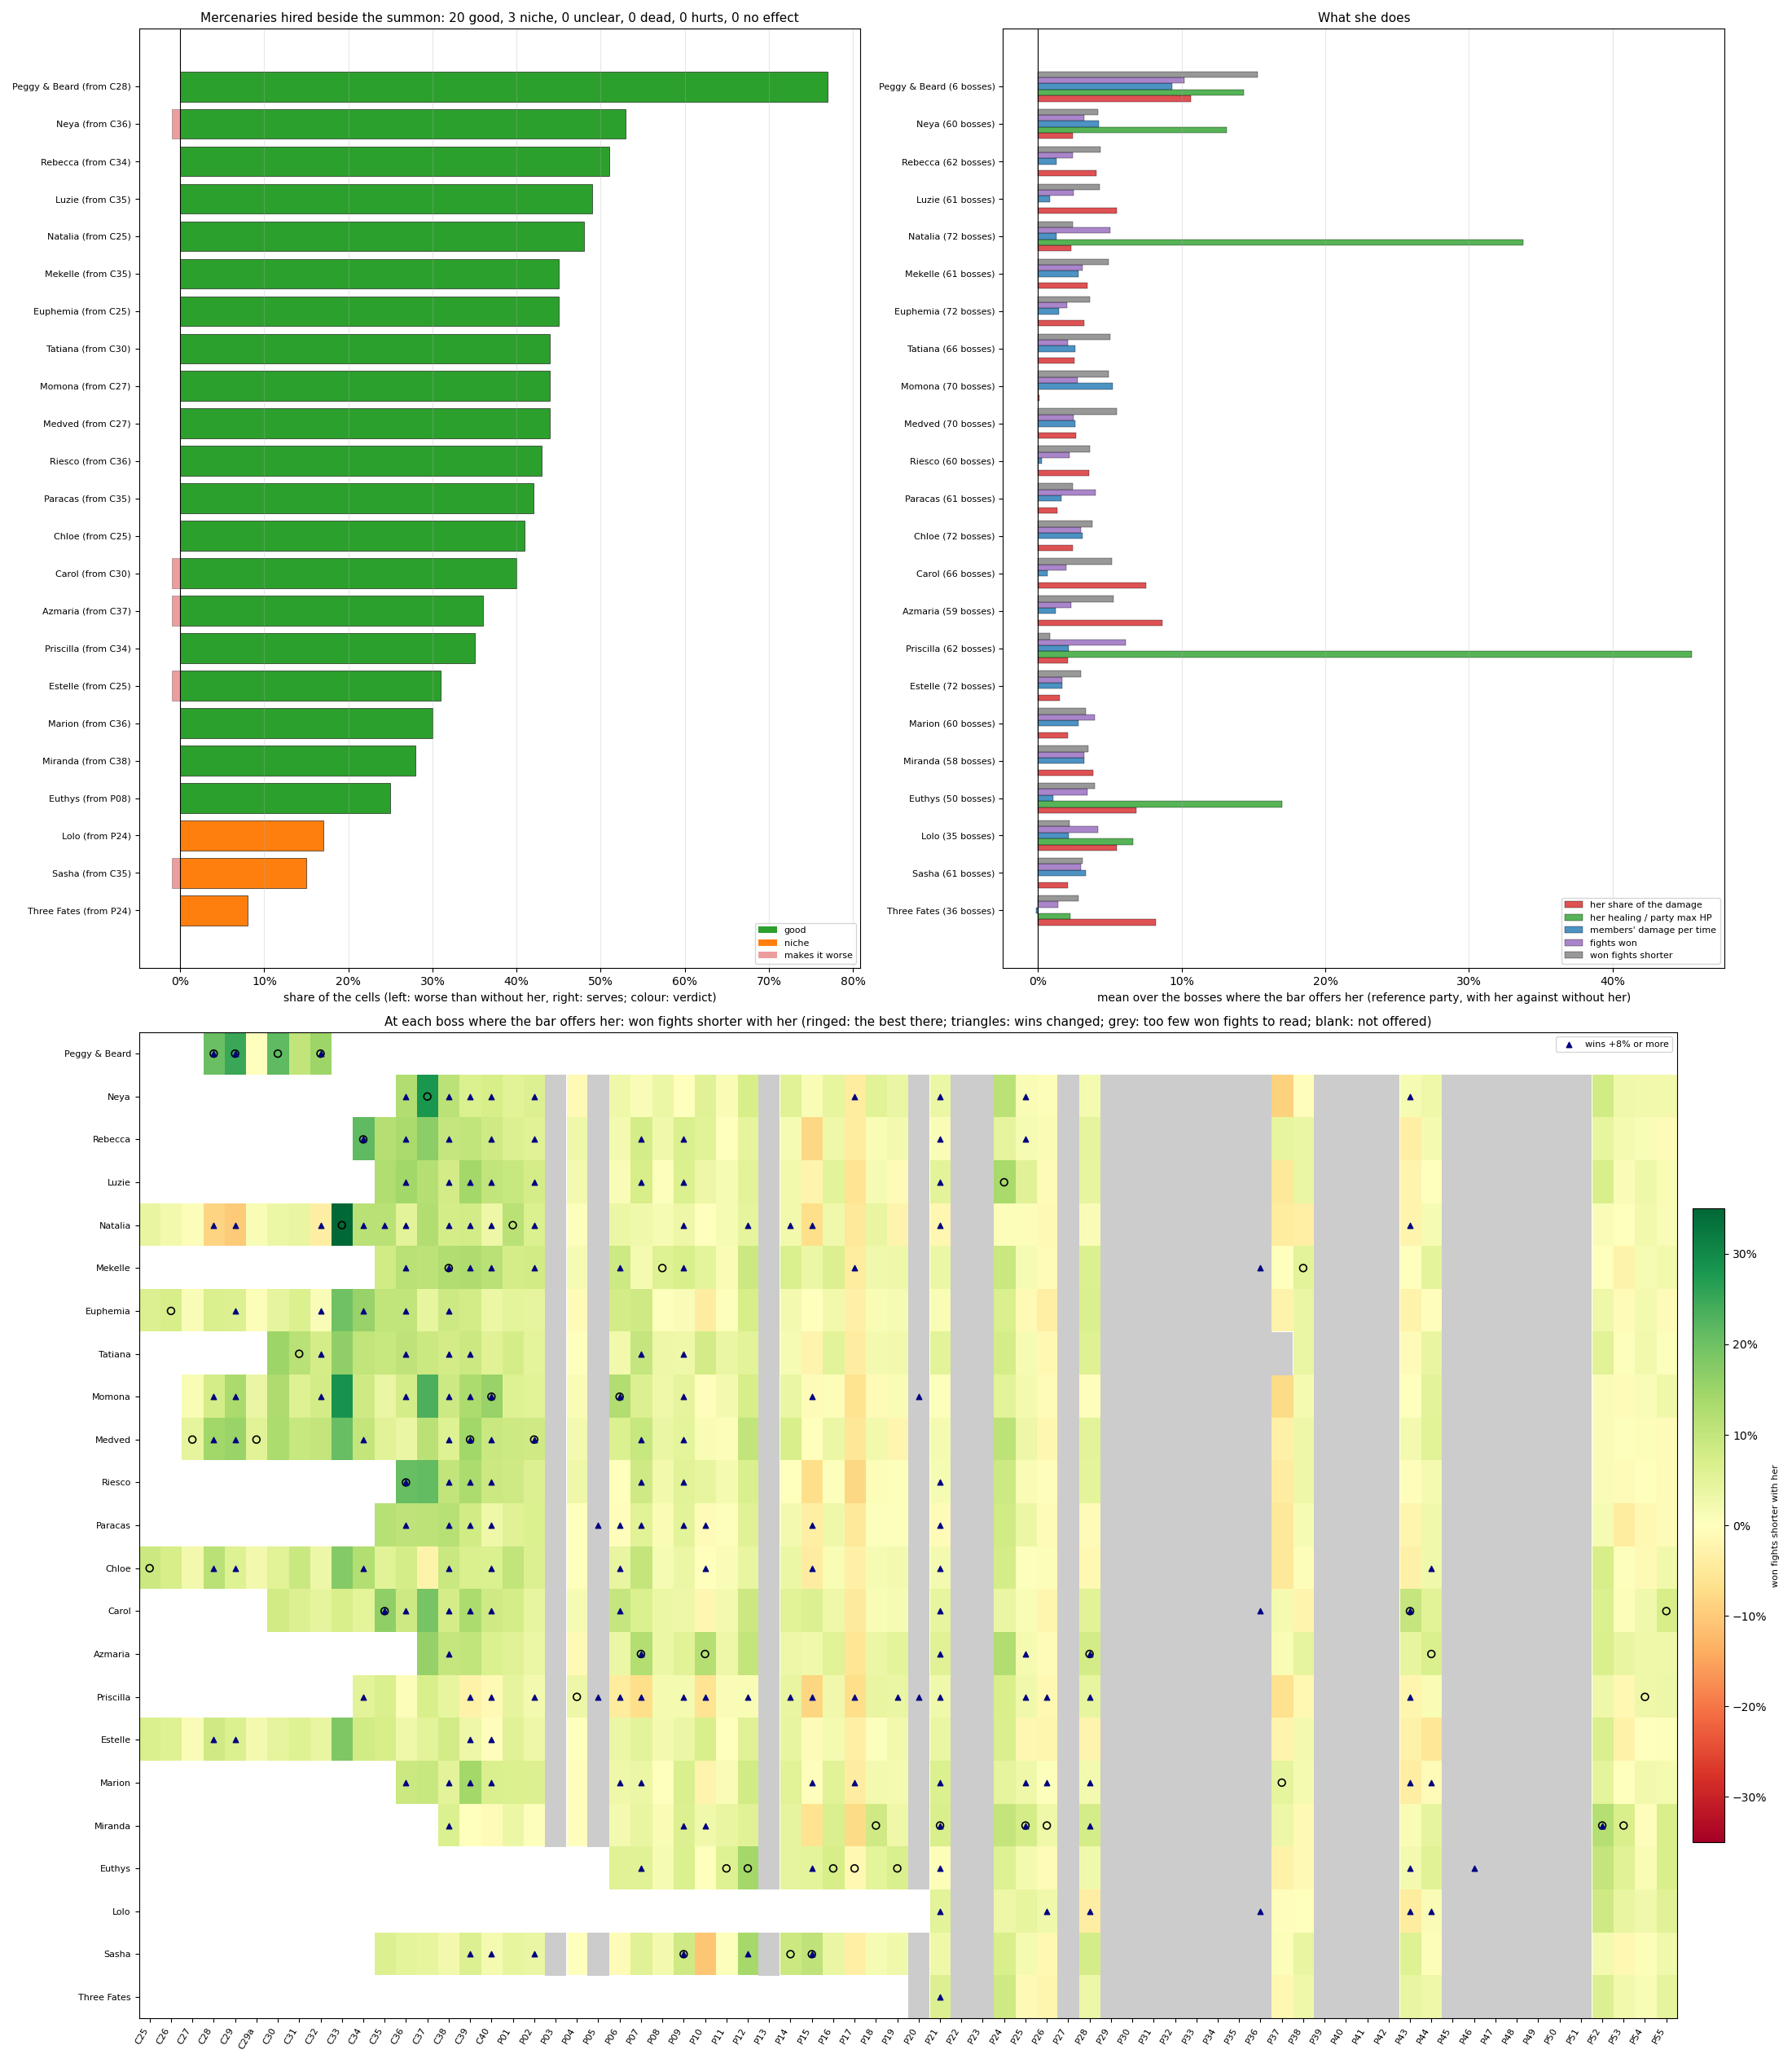 Mercenaries hired beside the summon: 20 good, 3 niche, 0 unclear, 0 dead, 0 hurts, 0 no effect
Peggy & Beard (from C28)
Neya (from C36)
Rebecca (from C34)
Luzie (from C35)
Natalia (from C25)
Mekelle (from C35)
Euphemia (from C25)
Tatiana (from C30)
Momona (from C27)
Medved (from C27)
Riesco (from C36)
Paracas (from C35)
Chloe (from C25)
Carol (from C30)
Azmaria (from C37)
Priscilla (from C34)
Estelle (from C25)
Marion (from C36)
Miranda (from C38)
Euthys (from P08)
Lolo (from P24)
Sasha (from C35)
Three Fates (from P24)
good
niche
makes it worse
0% 10% 20% 30% 40% 50% 60% 70% 80%
share of the cells (left: worse than without her, right: serves; colour: verdict)
What she does
Peggy & Beard (6 bosses)
Neya (60 bosses)
Rebecca (62 bosses)
Luzie (61 bosses)
Natalia (72 bosses)
Mekelle (61 bosses)
Euphemia (72 bosses)
Tatiana (66 bosses)
Momona (70 bosses)
Medved (70 bosses)
Riesco (60 bosses)
Paracas (61 bosses)
Chloe (72 bosses)
Carol (66 bosses)
Azmaria (59 bosses)
Priscilla (62 bosses)
Estelle (72 bosses)
Marion (60 bosses)
Miranda (58 bosses)
Euthys (50 bosses)
Lolo (35 bosses)
Sasha (61 bosses)
Three Fates (36 bosses)
her share of the damage
her healing / party max HP
members' damage per time
fights won
won fights shorter
0% 10% 20% 30% 40%
mean over the bosses where the bar offers her (reference party, with her against without her)
At each boss where the bar offers her: won fights shorter with her (ringed: the best there; triangles: wins changed; grey: too few won fights to read; blank: not offered)
wins +8% or more
Peggy & Beard
Neya
Rebecca
Luzie
Natalia
Mekelle
Euphemia
Tatiana
Momona
Medved
Riesco
Paracas
Chloe
Carol
Azmaria
Priscilla
Estelle
Marion
Miranda
Euthys
Lolo
Sasha
Three Fates
C25 C26 C27 C28 C29 C29a C30 C31 C32 C33 C34 C35 C36 C37 C38 C39 C40 P01 P02 P03 P04 P05 P06 P07 P08 P09 P10 P11 P12 P13 P14 P15 P16 P17 P18 P19 P20 P21 P22 P23 P24 P25 P26 P27 P28 P29 P30 P31 P32 P33 P34 P35 P36 P37 P38 P39 P40 P41 P42 P43 P44 P45 P46 P47 P48 P49 P50 P51 P52 P53 P54 P55
30%
20%
10%
0%
−10%
−20%
−30%
won fights shorter with her